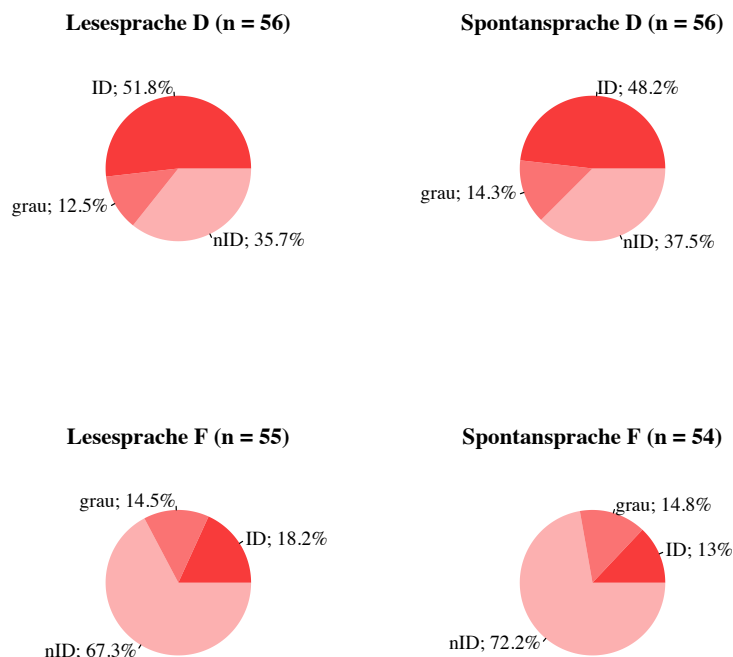 Lesesprache D (n = 56)
ID; 51.8%
grau; 12.5%
nID; 35.7%
Spontansprache D (n = 56)
ID; 48.2%
grau; 14.3%
nID; 37.5%
Lesesprache F (n = 55)
grau; 14.5%
ID; 18.2%
nID; 67.3%
Spontansprache F (n = 54)
grau; 14.8%
ID; 13%
nID; 72.2%